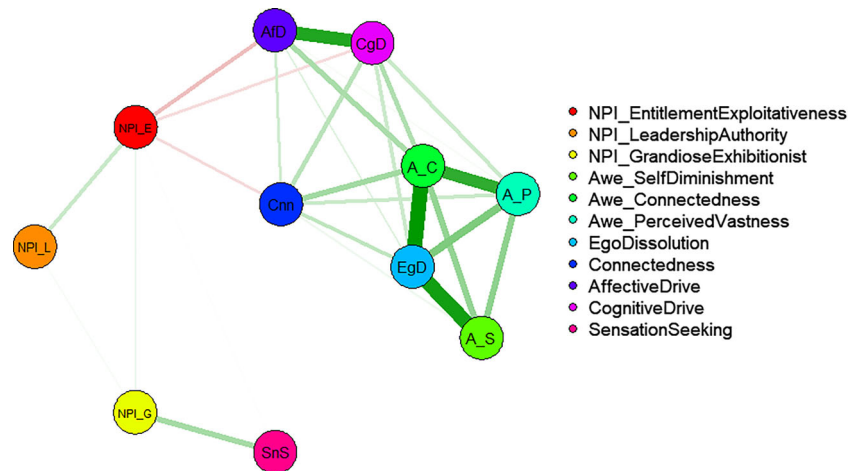 AfD
CgD
NPI_E
A_C
A_P
Cnn
NPI_L
EgD
A_S
NPI_G
SnS
NPI_EntitlementExploitativeness
NPI_LeadershipAuthority
NPI_GrandioseExhibitionist
Awe_SelfDiminishment
Awe_Connectedness
Awe_PerceivedVastness
EgoDissolution
Connectedness
AffectiveDrive
CognitiveDrive
SensationSeeking